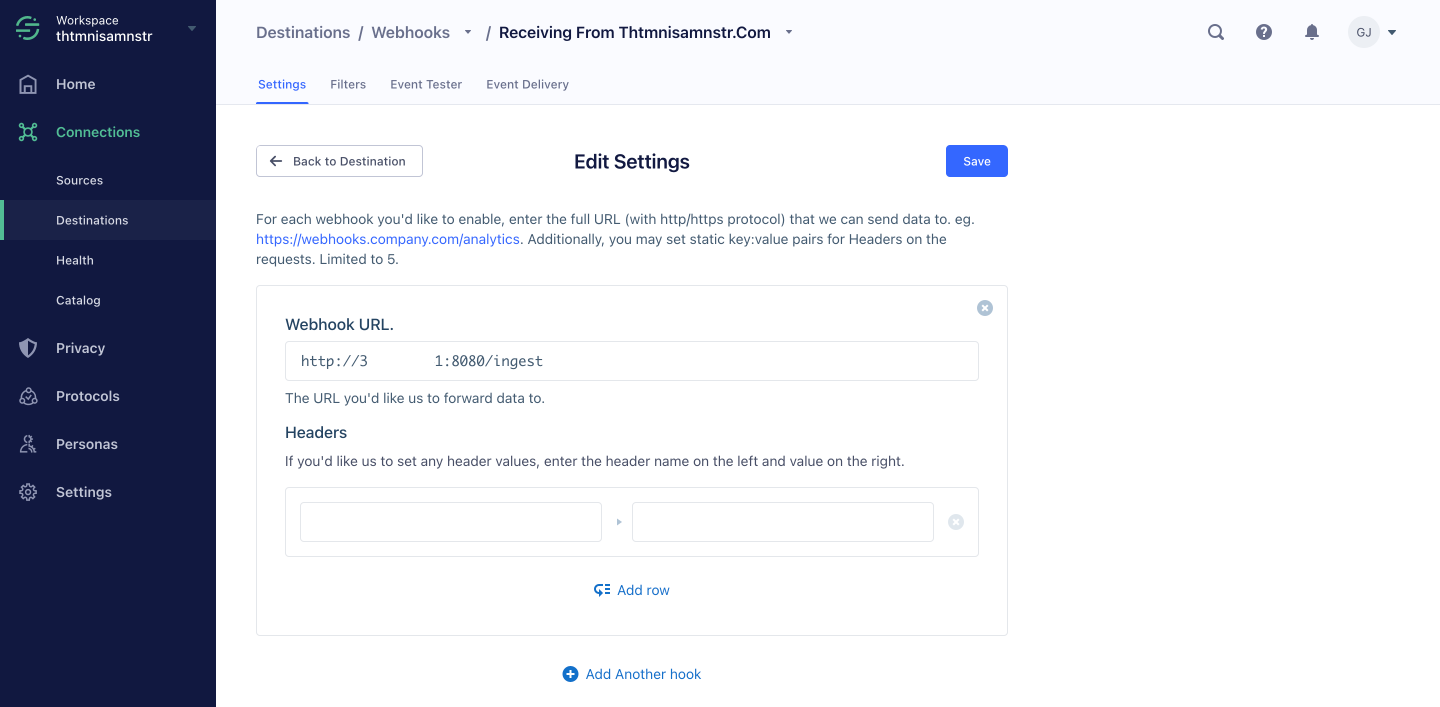 Workspace
thtmnisamnstr
Home
Connections
Sources
Destinations
Health
Catalog
Privacy
Protocols
Personas
Settings
Destinations / Webhooks / Receiving From Thtmnisamnstr.Com
GJ
Settings Filters Event Tester Event Delivery
Back to Destination
Edit Settings
Save
For each webhook you'd like to enable, enter the full URL (with http/https protocol) that we can send data to. eg.
https://webhooks.company.com/analytics. Additionally, you may set static key:value pairs for Headers on the
requests. Limited to 5.
Webhook URL.
http://3 1:8080/ingest
The URL you'd like us to forward data to.
Headers
If you'd like us to set any header values, enter the header name on the left and value on the right.
Add row
Add Another hook